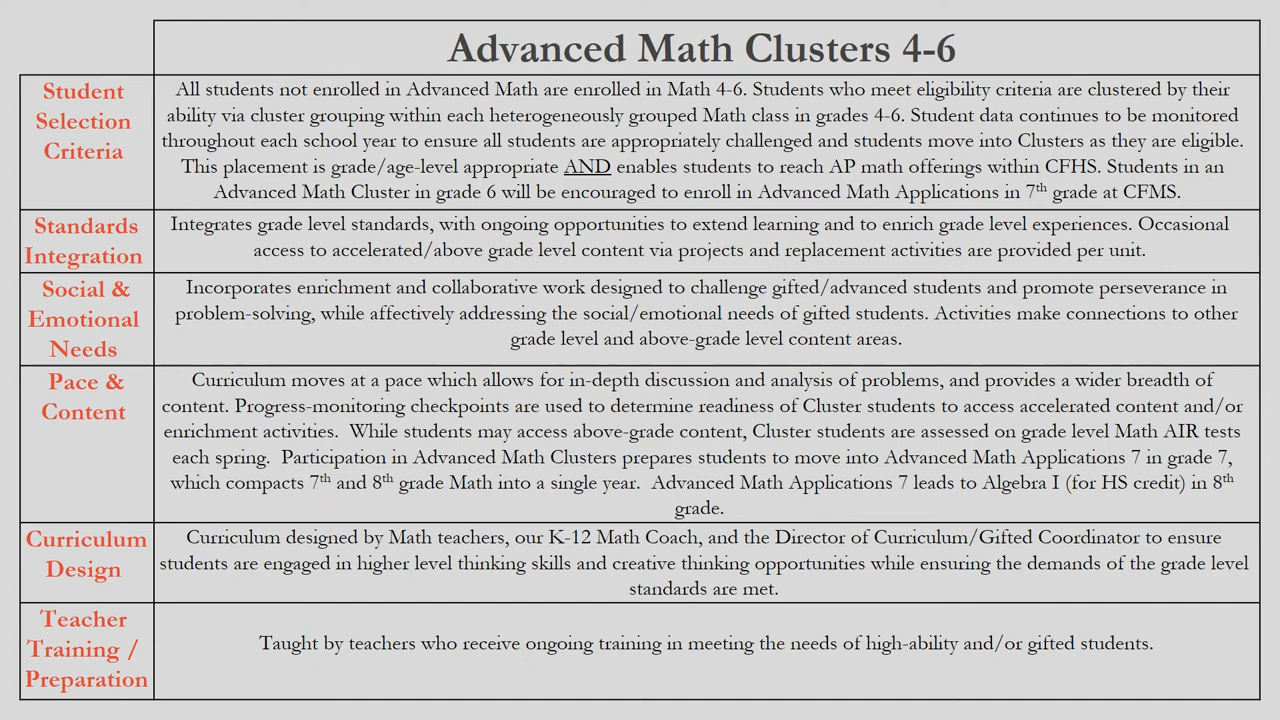 Advanced Math Clusters 4-6
Student
Selection
Criteria
All students not enrolled in Advanced Math are enrolled in Math 4-6. Students who meet eligibility criteria are clustered by their
ability via cluster grouping within each heterogeneously grouped Math class in grades 4-6. Student data continues to be monitored
throughout each school year to ensure all students are appropriately challenged and students move into Clusters as they are eligible.
This placement is grade/age-level appropriate AND enables students to reach AP math offerings within CFHS. Students in an
Advanced Math Cluster in grade 6 will be encouraged to enroll in Advanced Math Applications in 7th grade at CFMS.
Standards
Integration
Integrates grade level standards, with ongoing opportunities to extend learning and to enrich grade level experiences. Occasional
access to accelerated/above grade level content via projects and replacement activities are provided per unit.
Social &
Emotional
Needs
Incorporates enrichment and collaborative work designed to challenge gifted/advanced students and promote perseverance in
problem-solving, while affectively addressing the social/emotional needs of gifted students. Activities make connections to other
grade level and above-grade level content areas.
Pace &
Content
Curriculum moves at a pace which allows for in-depth discussion and analysis of problems, and provides a wider breadth of
content. Progress-monitoring checkpoints are used to determine readiness of Cluster students to access accelerated content and/or
enrichment activities. While students may access above-grade content, Cluster students are assessed on grade level Math AIR tests
each spring. Participation in Advanced Math Clusters prepares students to move into Advanced Math Applications 7 in grade 7,
which compacts 7th and 8th grade Math into a single year. Advanced Math Applications 7 leads to Algebra I (for HS credit) in 8th
grade.
Curriculum
Design
Curriculum designed by Math teachers, our K-12 Math Coach, and the Director of Curriculum/Gifted Coordinator to ensure
students are engaged in higher level thinking skills and creative thinking opportunities while ensuring the demands of the grade level
standards are met.
Teacher
Training /
Preparation
Taught by teachers who receive ongoing training in meeting the needs of high-ability and/or gifted students.